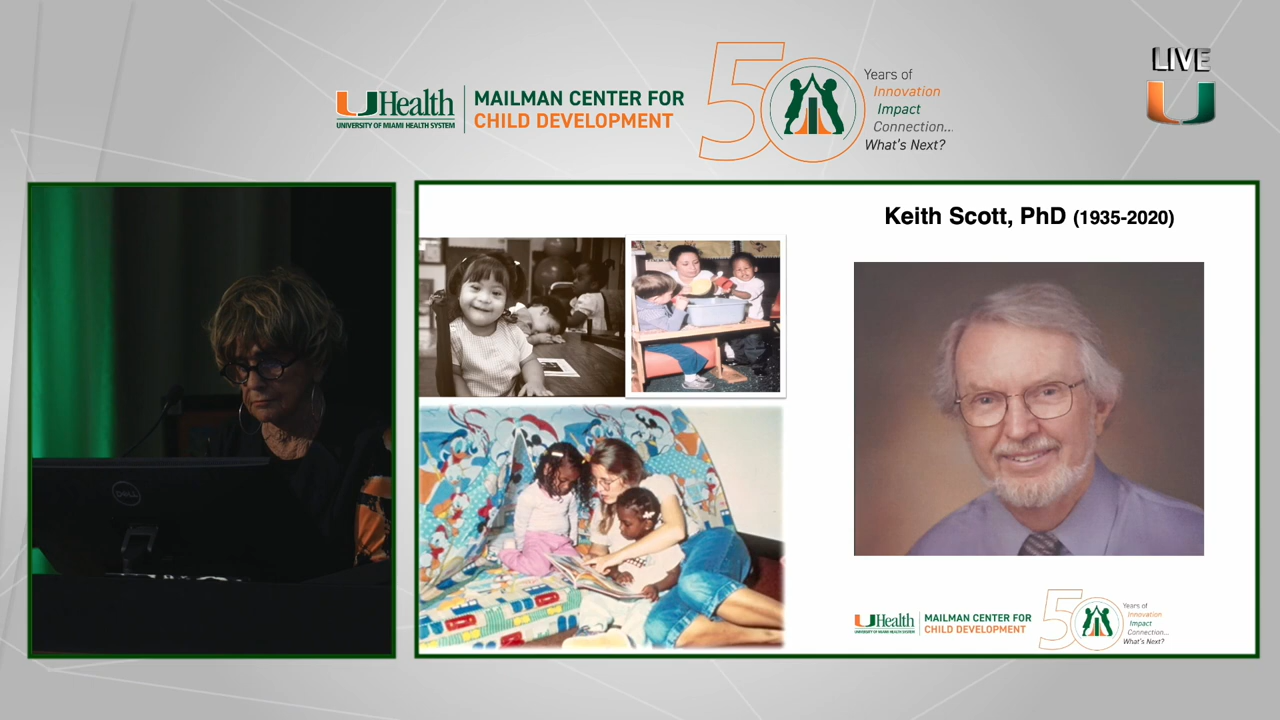 UHealth
UNIVERSITY OF MIAMI HEALTH SYSTEM
MAILMAN CENTER FOR
CHILD DEVELOPMENT
50
Years of
Innovation
Impact
Connection...
What's Next?
LIVE
U
DELL
Keith Scott, PhD (1935-2020)
UHealth
UNIVERSITY OF MIAMI HEALTH SYSTEM
MAILMAN CENTER FOR
CHILD DEVELOPMENT
50
Years of
Innovation
Impact
Connection...
What's Next?